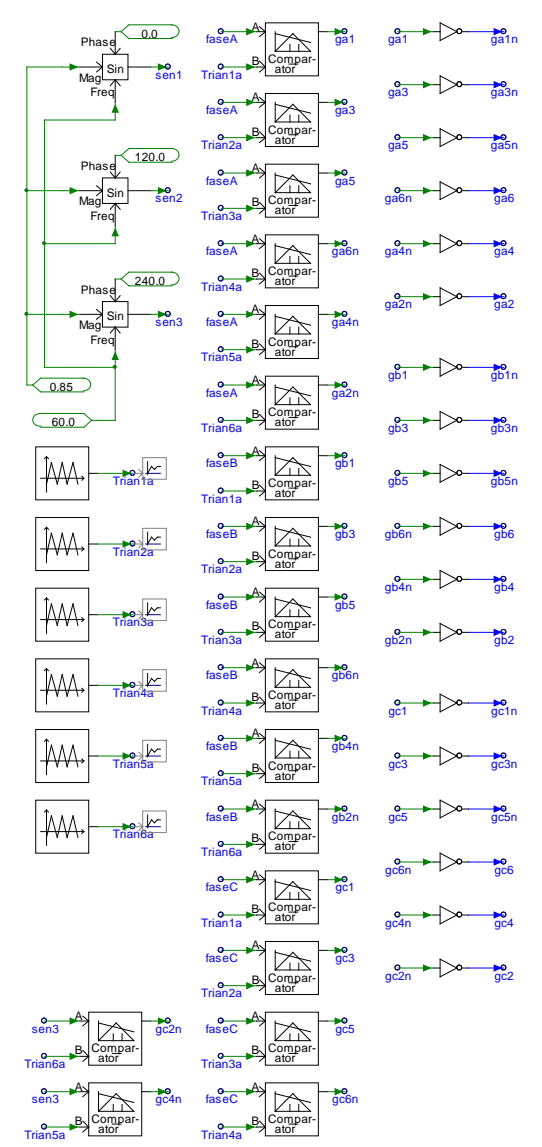 0.0
Phase
Sin
Mag
Freq
sen1
120.0
Phase
Sin
Mag
Freq
sen2
240.0
Phase
Sin
Mag
Freq
sen3
0.85
60.0
Trian1a
Trian2a
Trian3a
Trian4a
Trian5a
Trian6a
A
sen3
gc2n
B
Trian6a
Compar-
ator
A
sen3
gc4n
B
Trian5a
Compar-
ator
A
faseA
ga1
B
Trian1a
Compar-
ator
A
faseA
ga3
B
Trian2a
Compar-
ator
A
faseA
ga5
B
Trian3a
Compar-
ator
A
faseA
ga6n
B
Trian4a
Compar-
ator
A
faseA
ga4n
B
Trian5a
Compar-
ator
A
faseA
ga2n
B
Trian6a
Compar-
ator
A
faseB
gb1
B
Trian1a
Compar-
ator
A
faseB
gb3
B
Trian2a
Compar-
ator
A
faseB
gb5
B
Trian3a
Compar-
ator
A
faseB
gb6n
B
Trian4a
Compar-
ator
A
faseB
gb4n
B
Trian5a
Compar-
ator
A
faseB
gb2n
B
Trian6a
Compar-
ator
A
faseC
gc1
B
Trian1a
Compar-
ator
A
faseC
gc3
B
Trian2a
Compar-
ator
A
faseC
gc5
B
Trian3a
Compar-
ator
A
faseC
gc6n
B
Trian4a
Compar-
ator
ga1 ga1n
ga3 ga3n
ga5 ga5n
ga6n ga6
ga4n ga4
ga2n ga2
gb1 gb1n
gb3 gb3n
gb5 gb5n
gb6n gb6
gb4n gb4
gb2n gb2
gc1 gc1n
gc3 gc3n
gc5 gc5n
gc6n gc6
gc4n gc4
gc2n gc2